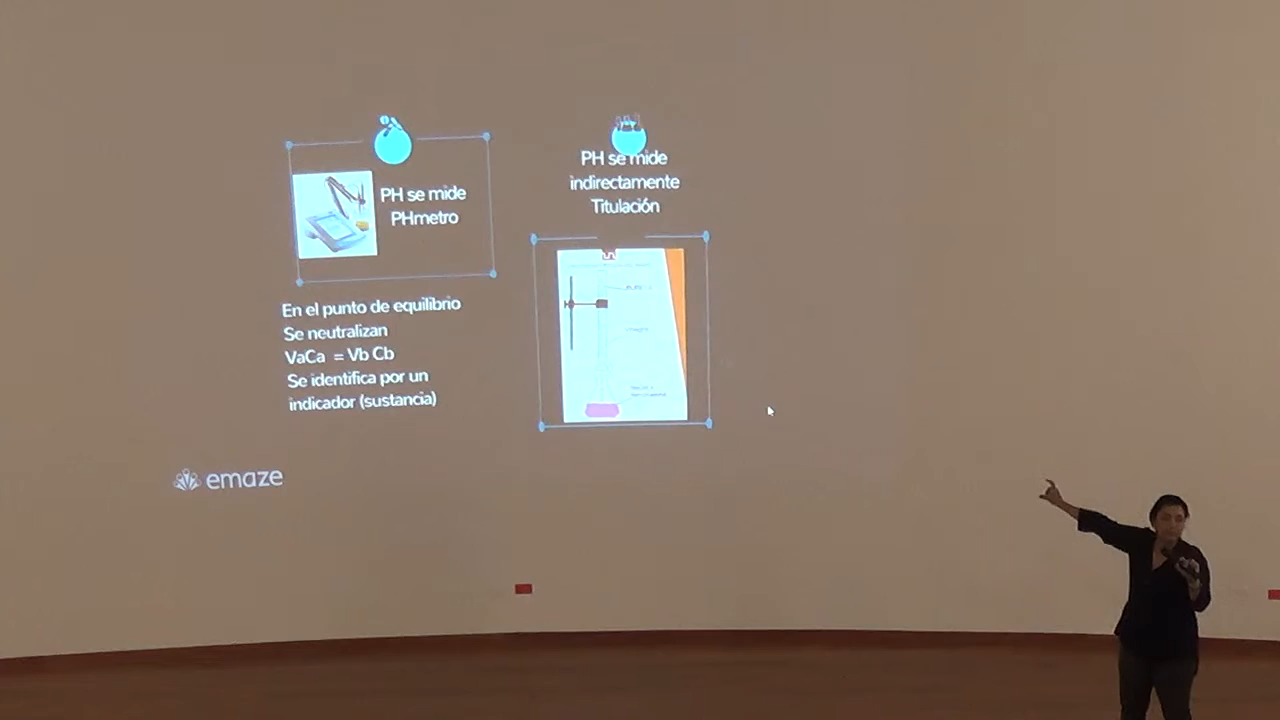 PH se mide
PHmetro
En el punto de equilibrio
Se neutralizan
VaCa = Vb Cb
Se identifica por un
indicador (sustancia)
PH se mide
indirectamente
Titulación
emaze